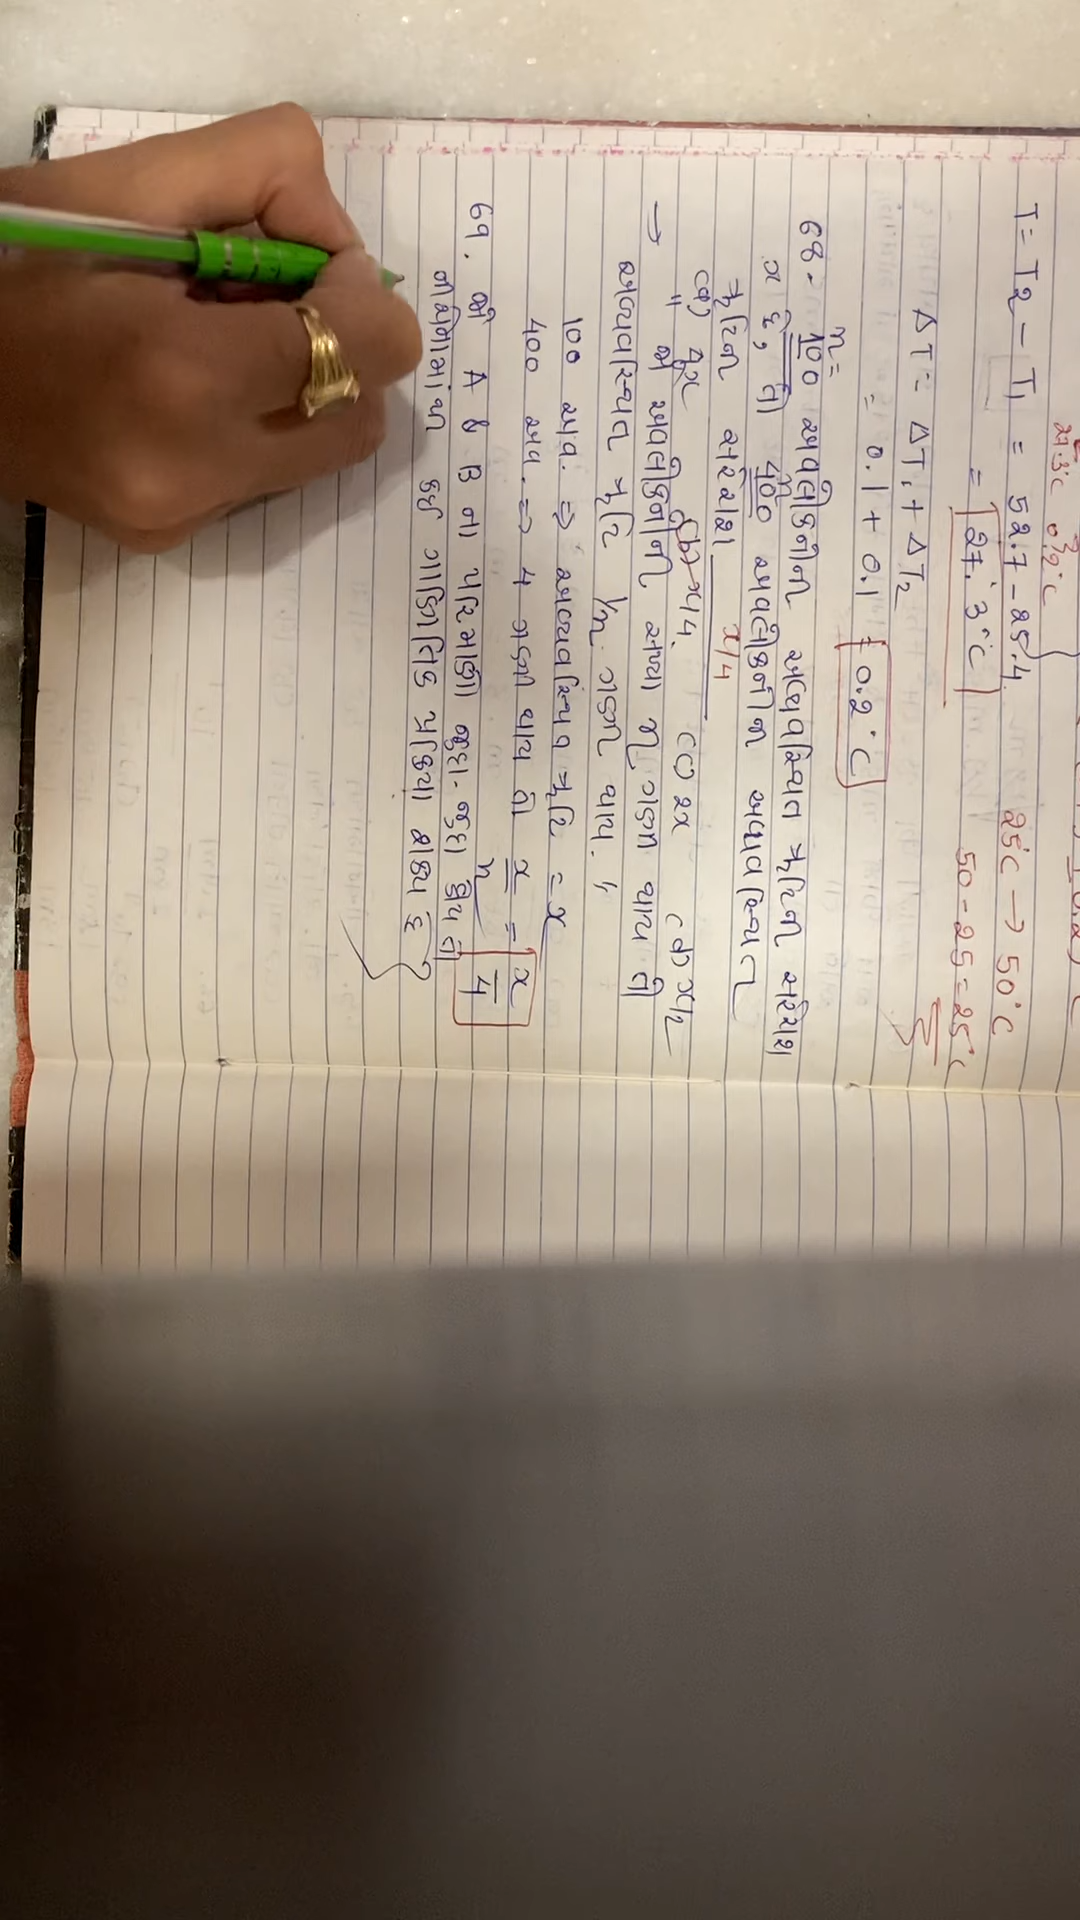 T = T₂ - T₁ = 52.7 - 25.4
= 27.3°C
25°C → 50°C
50 - 25 = 25°C
ΔT = ΔT₁ + ΔT₂
= 0.1 + 0.1 = 0.2°C
n=
68. 100 અવલોકનોની અવ્યવસ્થિત ત્રુટિની સરેરાશ
x છે, તો 400 અવલોકનોની અવ્યવસ્થિત
ત્રુટિની સરેરાશ x/4
(a) 4x (b) x/4 (c) 2x (d) x/2
→ " જો અવલોકનોની સંખ્યા n ગણી થાય તો
અવ્યવસ્થિત ત્રુટિ 1/n ગણી થાય. "
100 અવ. ⇒ અવ્યવસ્થિત ત્રુટિ = x
400 અવ. ⇒ 4 ગણી થાય તો x/n = x/4
69. જો A & B ના પરિમાણો જુદા-જુદા હોય તો
નીચેનામાંથી કઈ ગાણિતિક પ્રક્રિયા શક્ય છે?